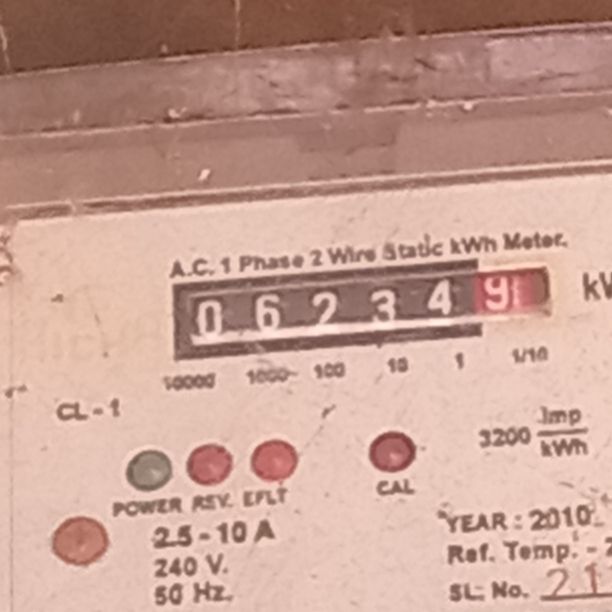 A.C. 1 Phase 2 Wire Static kWh Meter.
0 6 2 3 4 9
10000 1000 100 10 1 1/10
CL - 1
3200 Imp/kWh
POWER REV. EFLT CAL
2.5 - 10 A
240 V.
50 Hz.
YEAR : 2010
Ref. Temp. -
SL. No. 21